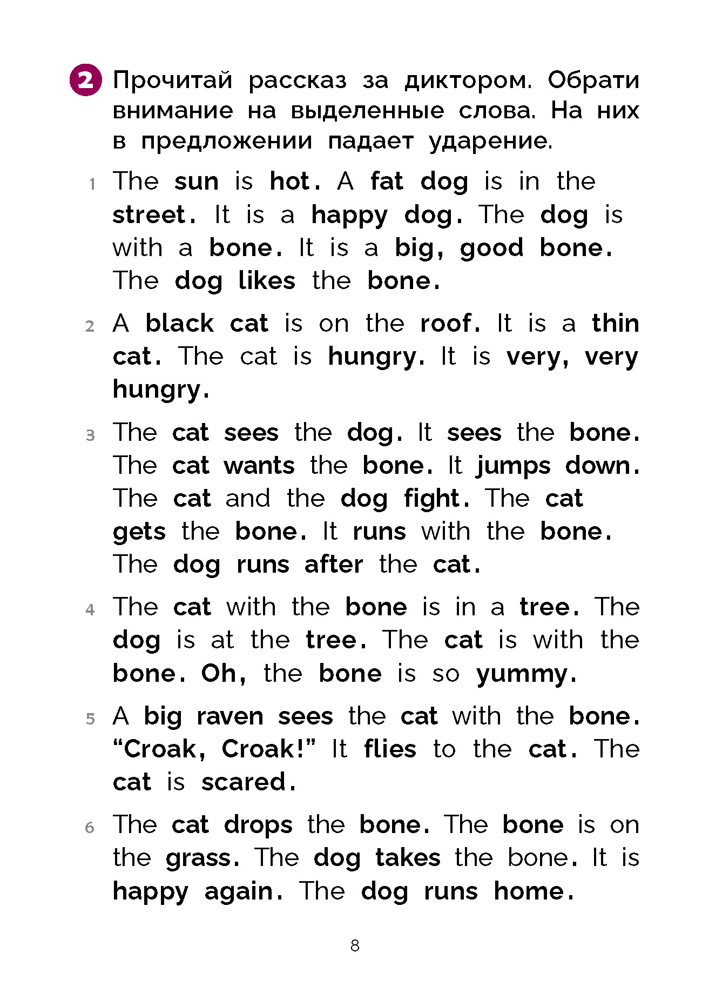 2 Прочитай рассказ за диктором. Обрати
внимание на выделенные слова. На них
в предложении падает ударение.
1 The sun is hot. A fat dog is in the
street. It is a happy dog. The dog is
with a bone. It is a big, good bone.
The dog likes the bone.
2 A black cat is on the roof. It is a thin
cat. The cat is hungry. It is very, very
hungry.
3 The cat sees the dog. It sees the bone.
The cat wants the bone. It jumps down.
The cat and the dog fight. The cat
gets the bone. It runs with the bone.
The dog runs after the cat.
4 The cat with the bone is in a tree. The
dog is at the tree. The cat is with the
bone. Oh, the bone is so yummy.
5 A big raven sees the cat with the bone.
“Croak, Croak!” It flies to the cat. The
cat is scared.
6 The cat drops the bone. The bone is on
the grass. The dog takes the bone. It is
happy again. The dog runs home.
8